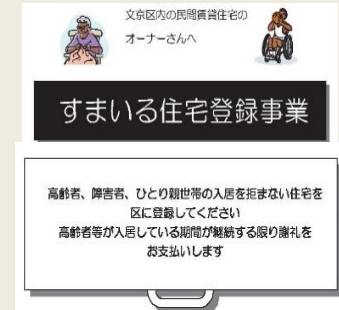 文京区内の民間賃貸住宅の
オーナーさんへ
すまいる住宅登録事業
高齢者、障害者、ひとり親世帯の入居を拒まない住宅を
区に登録してください
高齢者等が入居している期間が継続する限り謝礼を
お支払いします